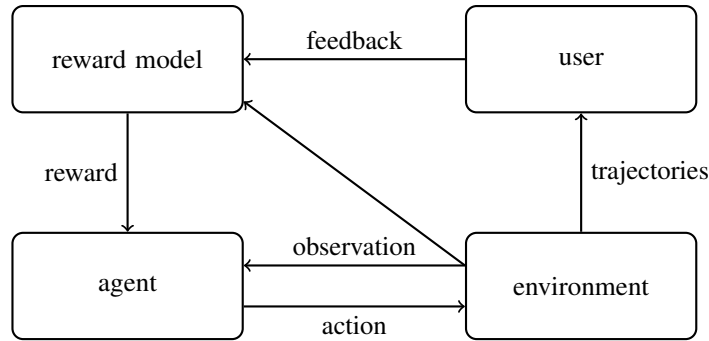 feedback
reward model
user
reward
trajectories
observation
agent
environment
action